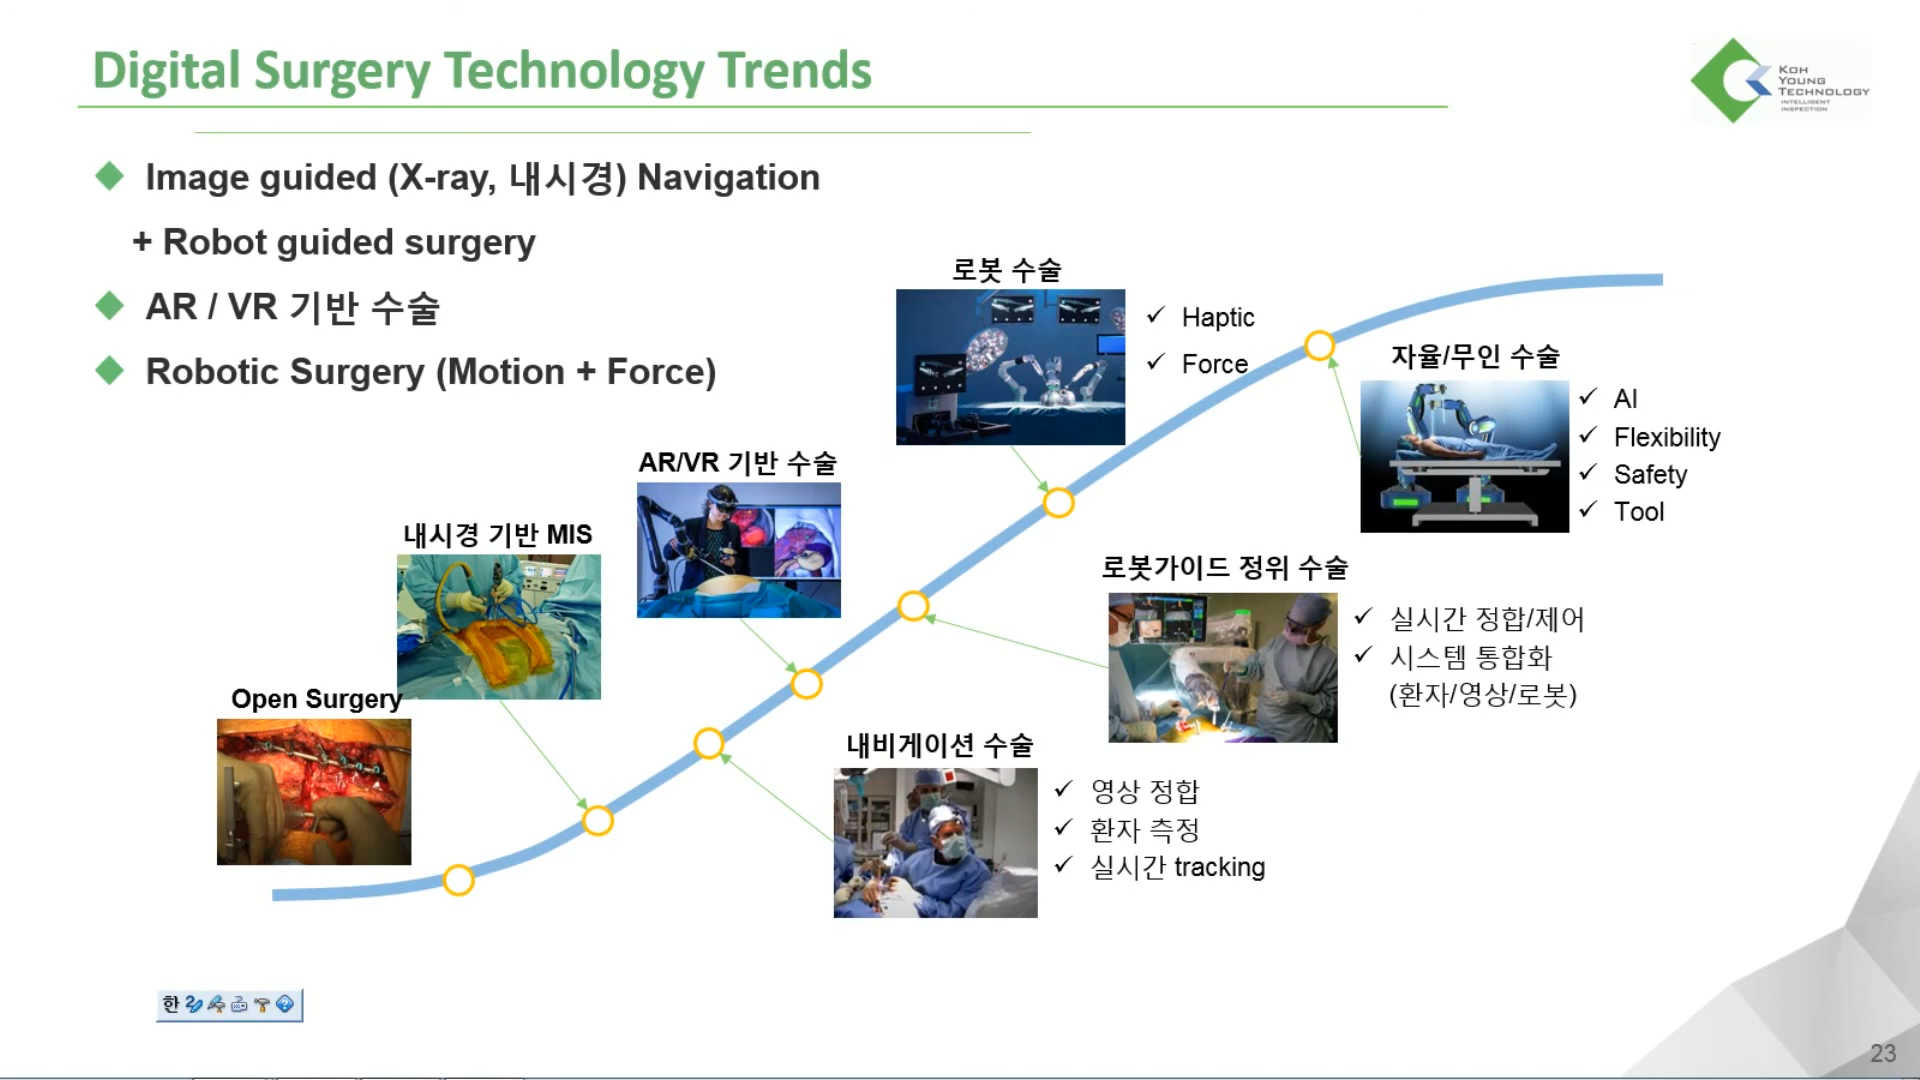 Digital Surgery Technology Trends
KOH
YOUNG
TECHNOLOGY
INTELLIGENT
INSPECTION
Image guided (X-ray, 내시경) Navigation
+ Robot guided surgery
AR / VR 기반 수술
Robotic Surgery (Motion + Force)
로봇 수술
✓ Haptic
✓ Force
자율/무인 수술
✓ AI
✓ Flexibility
✓ Safety
✓ Tool
AR/VR 기반 수술
내시경 기반 MIS
로봇가이드 정위 수술
✓ 실시간 정합/제어
✓ 시스템 통합화
(환자/영상/로봇)
Open Surgery
내비게이션 수술
✓ 영상 정합
✓ 환자 측정
✓ 실시간 tracking
한
23